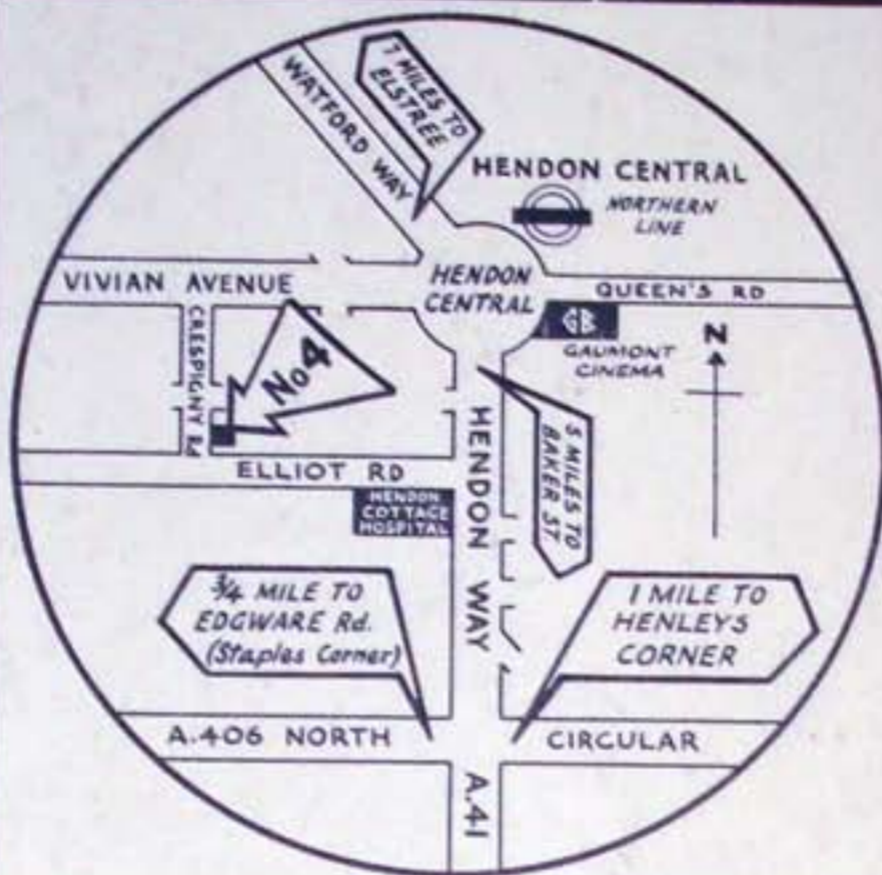 WATFORD WAY
7 MILES TO
ELSTREE
HENDON CENTRAL
NORTHERN
LINE
VIVIAN AVENUE
HENDON
CENTRAL
QUEEN'S RD
GB
GAUMONT
CINEMA
N
CRESPIGNY Rd
No 4
HENDON WAY
5 MILES TO
BAKER ST
ELLIOT RD
HENDON
COTTAGE
HOSPITAL
3/4 MILE TO
EDGWARE Rd.
(Staples Corner)
1 MILE TO
HENLEYS
CORNER
A.406 NORTH CIRCULAR
A.41